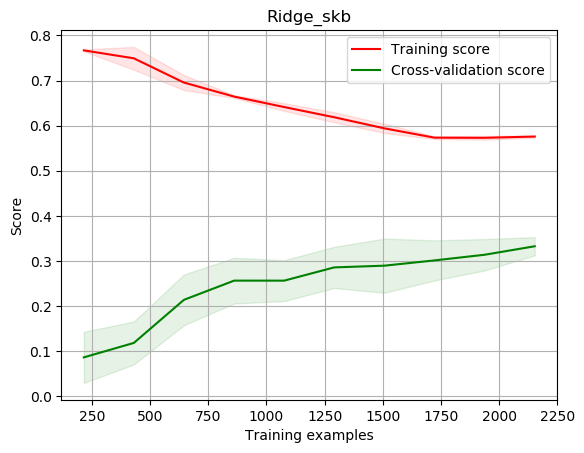 Ridge_skb
Training score
Cross-validation score
Score
0.8
0.7
0.6
0.5
0.4
0.3
0.2
0.1
0.0
250 500 750 1000 1250 1500 1750 2000 2250
Training examples